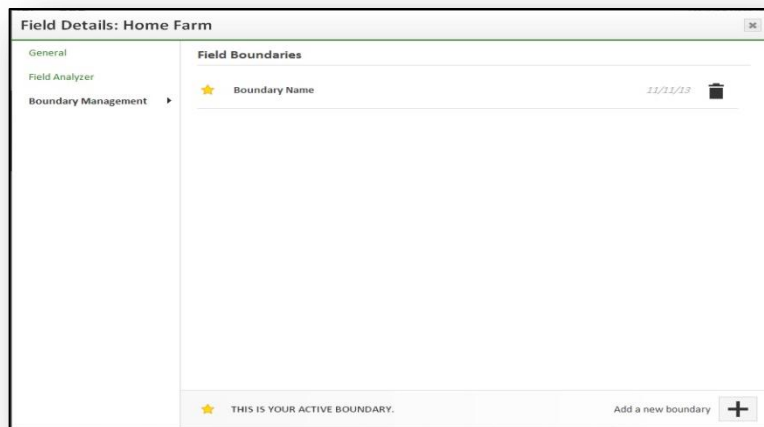 Field Details: Home Farm
General
Field Analyzer
Boundary Management
Field Boundaries
Boundary Name 11/11/13
THIS IS YOUR ACTIVE BOUNDARY. Add a new boundary